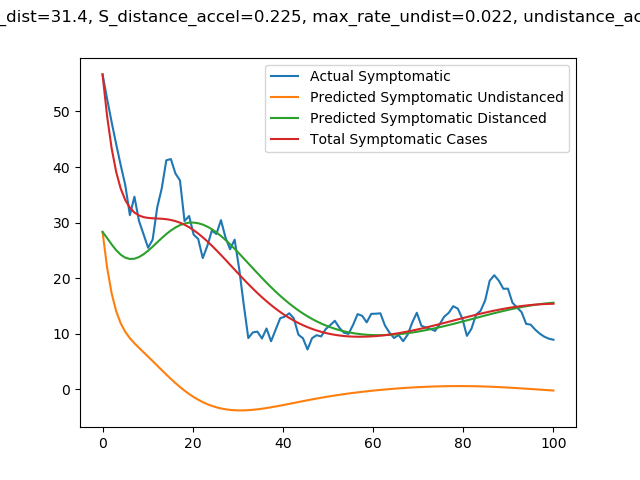 _dist=31.4, S_distance_accel=0.225, max_rate_undist=0.022, undistance_ac
Actual Symptomatic
Predicted Symptomatic Undistanced
Predicted Symptomatic Distanced
Total Symptomatic Cases
50
40
30
20
10
0
0 20 40 60 80 100